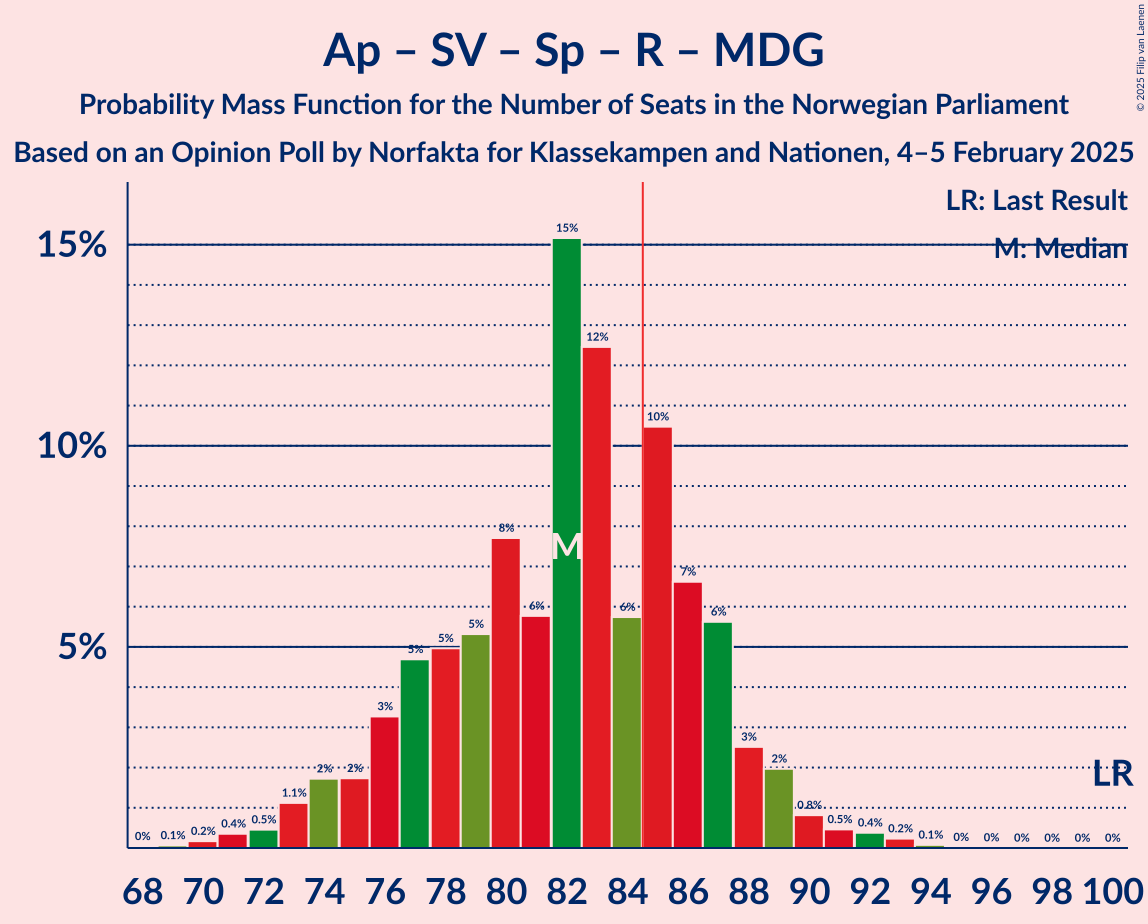 Ap – SV – Sp – R – MDG
Probability Mass Function for the Number of Seats in the Norwegian Parliament
Based on an Opinion Poll by Norfakta for Klassekampen and Nationen, 4–5 February 2025
© 2025 Filip van Laenen
LR: Last Result
M: Median
15%
10%
5%
0% 0.1% 0.2% 0.4% 0.5% 1.1% 2% 2% 3% 5% 5% 5% 8% 6% 15% 12% 6% 10% 7% 6% 3% 2% 0.8% 0.5% 0.4% 0.2% 0.1% 0% 0% 0% 0% 0% 0%
M
LR
68 70 72 74 76 78 80 82 84 86 88 90 92 94 96 98 100